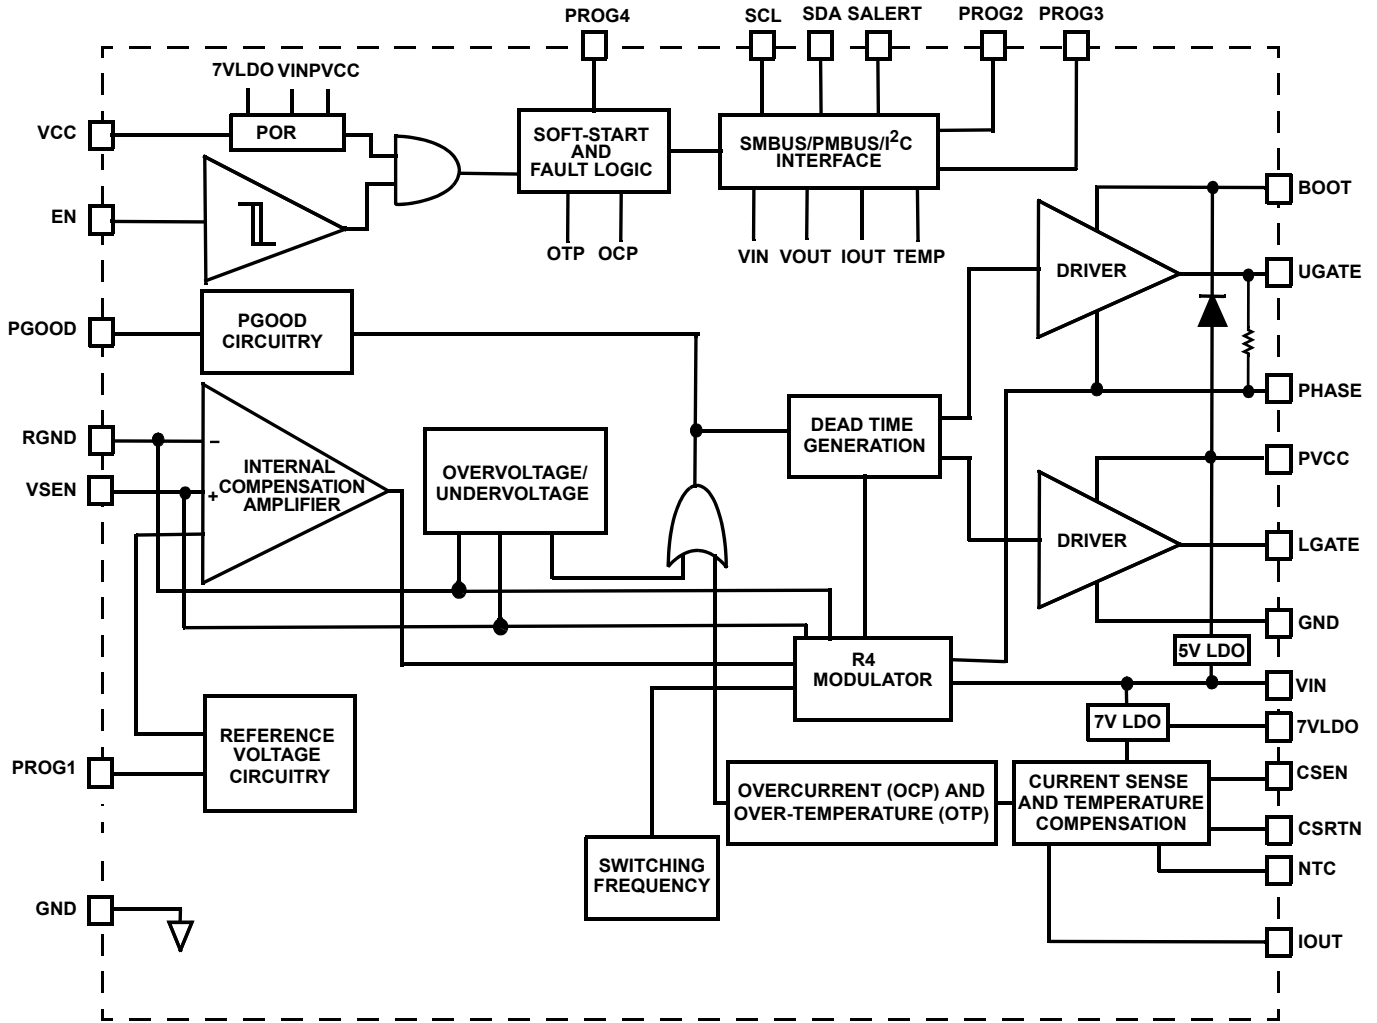 PROG4
SCL
SDA SALERT
PROG2
PROG3
7VLDO VINPVCC
VCC
POR
SOFT-START
AND
FAULT LOGIC
SMBUS/PMBUS/I²C
INTERFACE
EN
OTP
OCP
VIN
VOUT
IOUT
TEMP
BOOT
DRIVER
UGATE
PGOOD
PGOOD
CIRCUITRY
PHASE
RGND
VSEN
−
+
INTERNAL
COMPENSATION
AMPLIFIER
OVERVOLTAGE/
UNDERVOLTAGE
DEAD TIME
GENERATION
PVCC
DRIVER
LGATE
GND
5V LDO
R4
MODULATOR
VIN
7V LDO
7VLDO
REFERENCE
VOLTAGE
CIRCUITRY
PROG1
OVERCURRENT (OCP) AND
OVER-TEMPERATURE (OTP)
CURRENT SENSE
AND TEMPERATURE
COMPENSATION
CSEN
CSRTN
SWITCHING
FREQUENCY
NTC
GND
IOUT